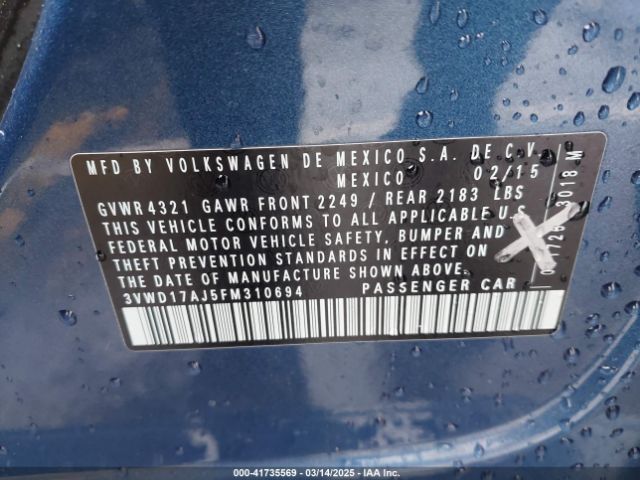 MFD BY VOLKSWAGEN DE MEXICO S.A. DE C.V.
MEXICO 02/15
GVWR 4321 GAWR FRONT 2249 / REAR 2183 LBS
THIS VEHICLE CONFORMS TO ALL APPLICABLE U.S.
FEDERAL MOTOR VEHICLE SAFETY, BUMPER AND
THEFT PREVENTION STANDARDS IN EFFECT ON
THE DATE OF MANUFACTURE SHOWN ABOVE.
3VWD17AJ5FM310694 PASSENGER CAR
3018 M
000-41735569 • 03/14/2025 • IAA Inc.